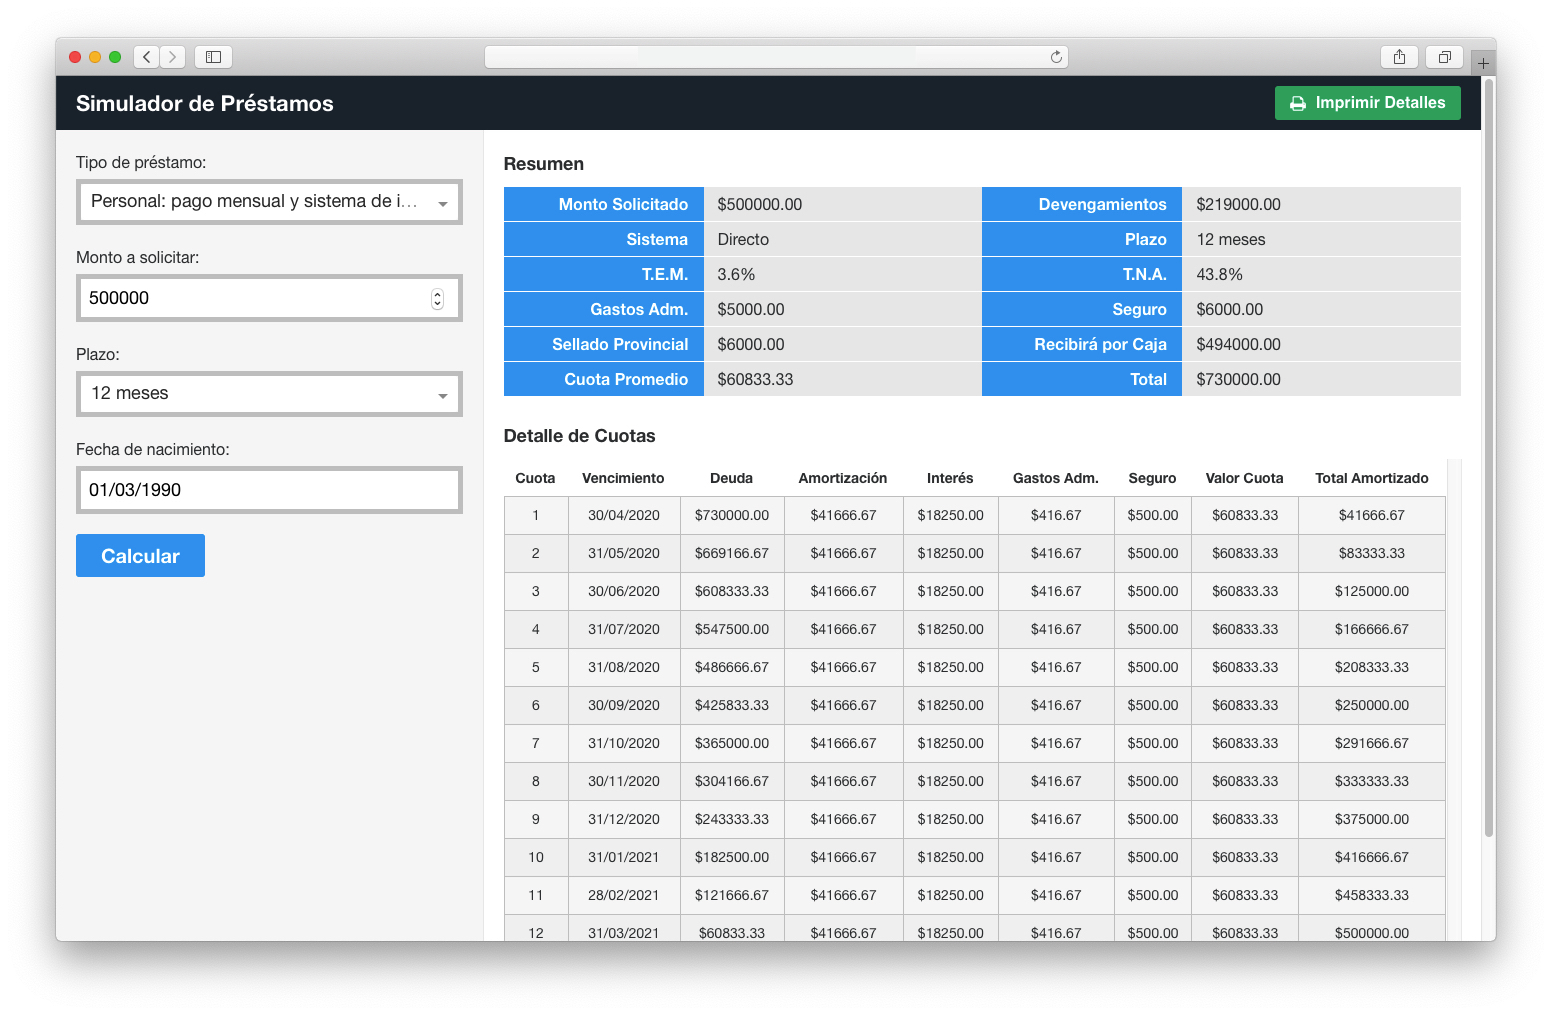 Simulador de Préstamos
Imprimir Detalles
Tipo de préstamo:
Personal: pago mensual y sistema de i...
Monto a solicitar:
500000
Plazo:
12 meses
Fecha de nacimiento:
01/03/1990
Calcular
Resumen
Monto Solicitado $500000.00 Devengamientos $219000.00
Sistema Directo Plazo 12 meses
T.E.M. 3.6% T.N.A. 43.8%
Gastos Adm. $5000.00 Seguro $6000.00
Sellado Provincial $6000.00 Recibirá por Caja $494000.00
Cuota Promedio $60833.33 Total $730000.00
Detalle de Cuotas
Cuota Vencimiento Deuda Amortización Interés Gastos Adm. Seguro Valor Cuota Total Amortizado
1 30/04/2020 $730000.00 $41666.67 $18250.00 $416.67 $500.00 $60833.33 $41666.67
2 31/05/2020 $669166.67 $41666.67 $18250.00 $416.67 $500.00 $60833.33 $83333.33
3 30/06/2020 $608333.33 $41666.67 $18250.00 $416.67 $500.00 $60833.33 $125000.00
4 31/07/2020 $547500.00 $41666.67 $18250.00 $416.67 $500.00 $60833.33 $166666.67
5 31/08/2020 $486666.67 $41666.67 $18250.00 $416.67 $500.00 $60833.33 $208333.33
6 30/09/2020 $425833.33 $41666.67 $18250.00 $416.67 $500.00 $60833.33 $250000.00
7 31/10/2020 $365000.00 $41666.67 $18250.00 $416.67 $500.00 $60833.33 $291666.67
8 30/11/2020 $304166.67 $41666.67 $18250.00 $416.67 $500.00 $60833.33 $333333.33
9 31/12/2020 $243333.33 $41666.67 $18250.00 $416.67 $500.00 $60833.33 $375000.00
10 31/01/2021 $182500.00 $41666.67 $18250.00 $416.67 $500.00 $60833.33 $416666.67
11 28/02/2021 $121666.67 $41666.67 $18250.00 $416.67 $500.00 $60833.33 $458333.33
12 31/03/2021 $60833.33 $41666.67 $18250.00 $416.67 $500.00 $60833.33 $500000.00